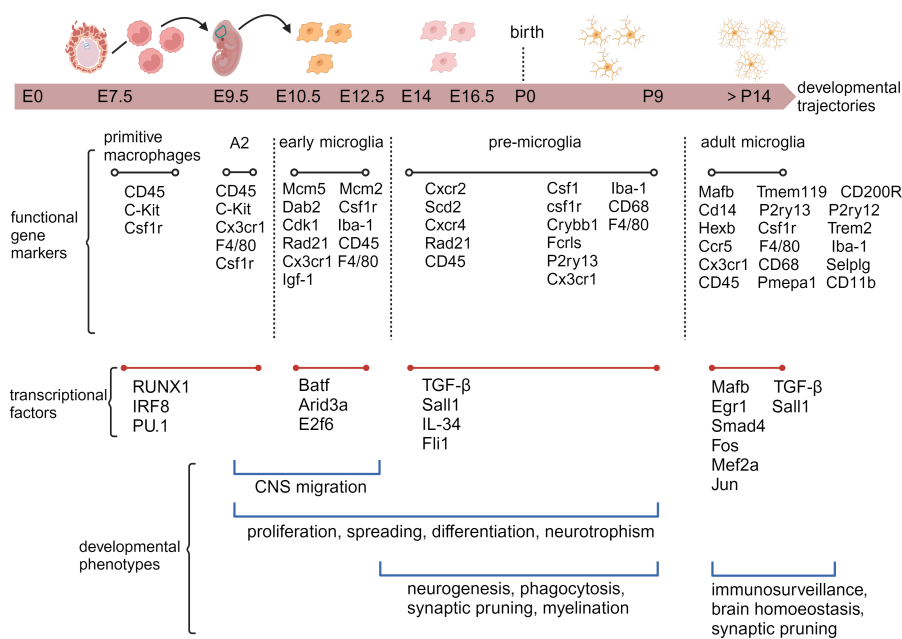 birth
E0 E7.5 E9.5 E10.5 E12.5 E14 E16.5 P0 P9 > P14
developmental
trajectories
functional
gene
markers
primitive
macrophages
CD45
C-Kit
Csf1r
A2
CD45
C-Kit
Cx3cr1
F4/80
Csf1r
early microglia
Mcm5 Mcm2
Dab2 Csf1r
Cdk1 Iba-1
Rad21 CD45
Cx3cr1 F4/80
Igf-1
pre-microglia
Cxcr2
Scd2
Cxcr4
Rad21
CD45
Csf1 Iba-1
csf1r CD68
Crybb1 F4/80
Fcrls
P2ry13
Cx3cr1
adult microglia
Mafb Tmem119 CD200R
Cd14 P2ry13 P2ry12
Hexb Csf1r Trem2
Ccr5 F4/80 Iba-1
Cx3cr1 CD68 Selplg
CD45 Pmepa1 CD11b
transcriptional
factors
RUNX1
IRF8
PU.1
Batf
Arid3a
E2f6
TGF-β
Sall1
IL-34
Fli1
Mafb TGF-β
Egr1 Sall1
Smad4
Fos
Mef2a
Jun
developmental
phenotypes
CNS migration
proliferation, spreading, differentiation, neurotrophism
neurogenesis, phagocytosis,
synaptic pruning, myelination
immunosurveillance,
brain homoeostasis,
synaptic pruning